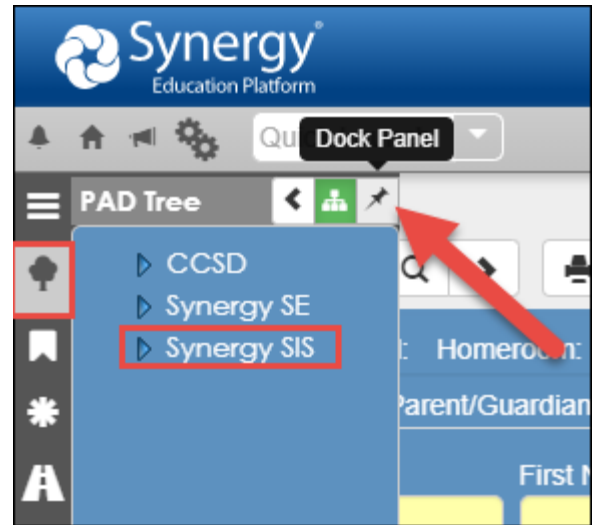 Synergy®
Education Platform
Qu
Dock Panel
PAD Tree
CCSD
Synergy SE
Synergy SIS
: Homeroom:
Parent/Guardian
First N